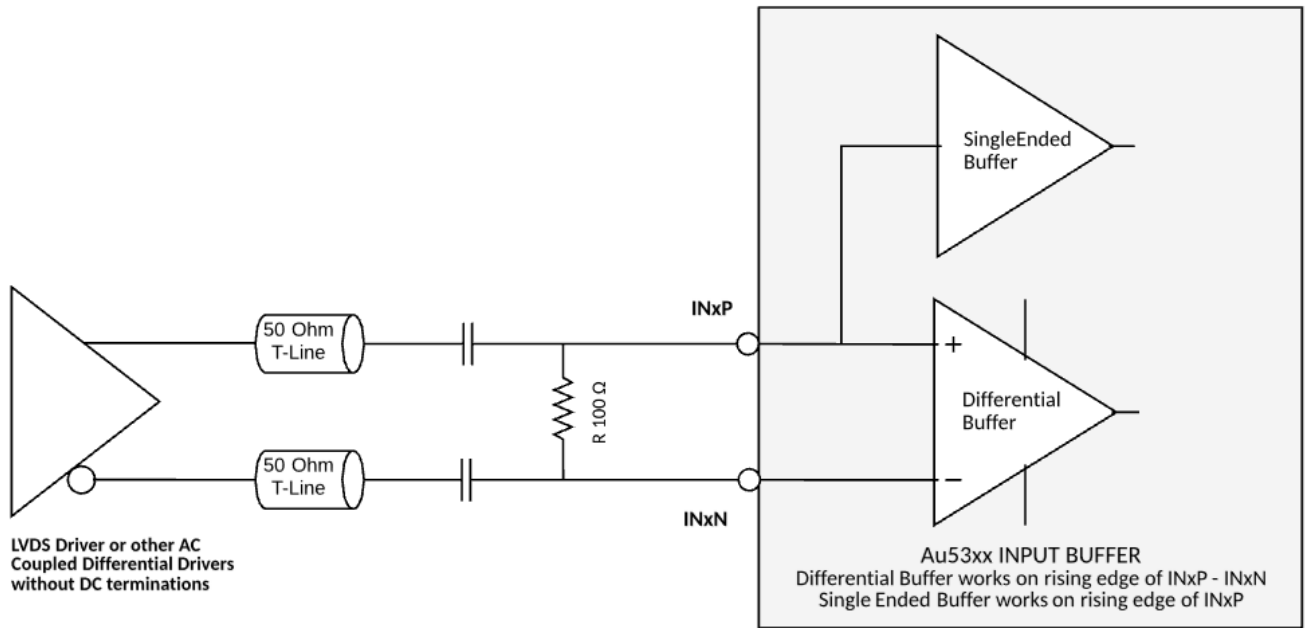 SingleEnded
Buffer
INxP
50 Ohm
T-Line
+
R 100 Ω
Differential
Buffer
50 Ohm
T-Line
−
INxN
LVDS Driver or other AC
Coupled Differential Drivers
without DC terminations
Au53xx INPUT BUFFER
Differential Buffer works on rising edge of INxP - INxN
Single Ended Buffer works on rising edge of INxP